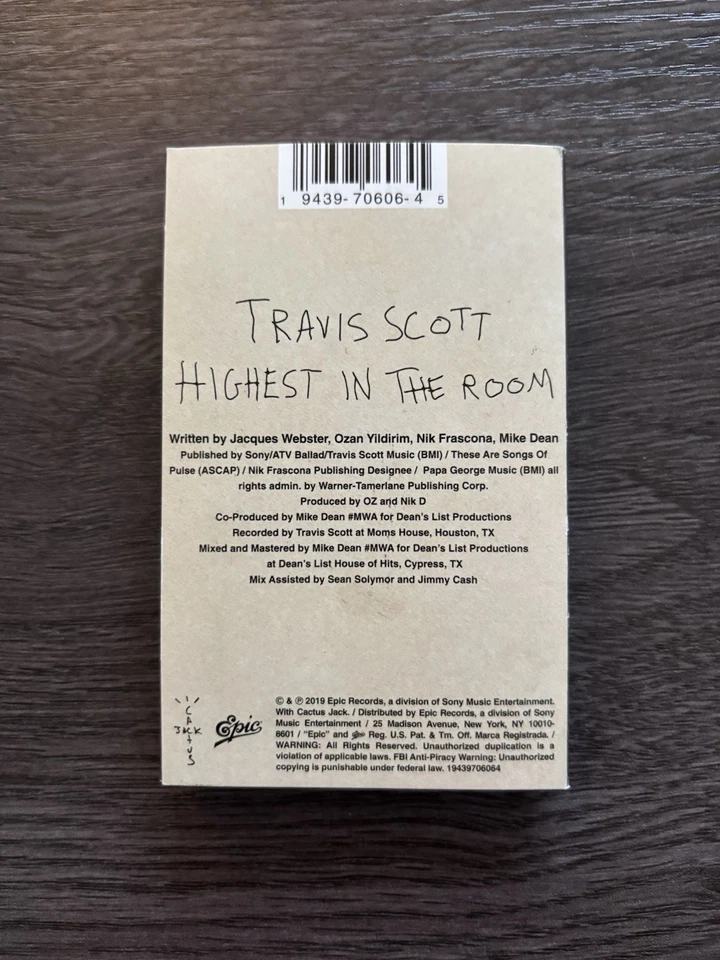 1 9439-70606-4 5
TRAVIS SCOTT
HIGHEST IN THE ROOM
Written by Jacques Webster, Ozan Yildirim, Nik Frascona, Mike Dean
Published by Sony/ATV Ballad/Travis Scott Music (BMI) / These Are Songs Of
Pulse (ASCAP) / Nik Frascona Publishing Designee / Papa George Music (BMI) all
rights admin. by Warner-Tamerlane Publishing Corp.
Produced by OZ and Nik D
Co-Produced by Mike Dean #MWA for Dean's List Productions
Recorded by Travis Scott at Moms House, Houston, TX
Mixed and Mastered by Mike Dean #MWA for Dean's List Productions
at Dean's List House of Hits, Cypress, TX
Mix Assisted by Sean Solymor and Jimmy Cash
CACTUS
JACK
Epic
© & ℗ 2019 Epic Records, a division of Sony Music Entertainment.
With Cactus Jack. / Distributed by Epic Records, a division of Sony
Music Entertainment / 25 Madison Avenue, New York, NY 10010-
8601 / "Epic" and Epic Reg. U.S. Pat. & Tm. Off. Marca Registrada. /
WARNING: All Rights Reserved. Unauthorized duplication is a
violation of applicable laws. FBI Anti-Piracy Warning: Unauthorized
copying is punishable under federal law. 19439706064